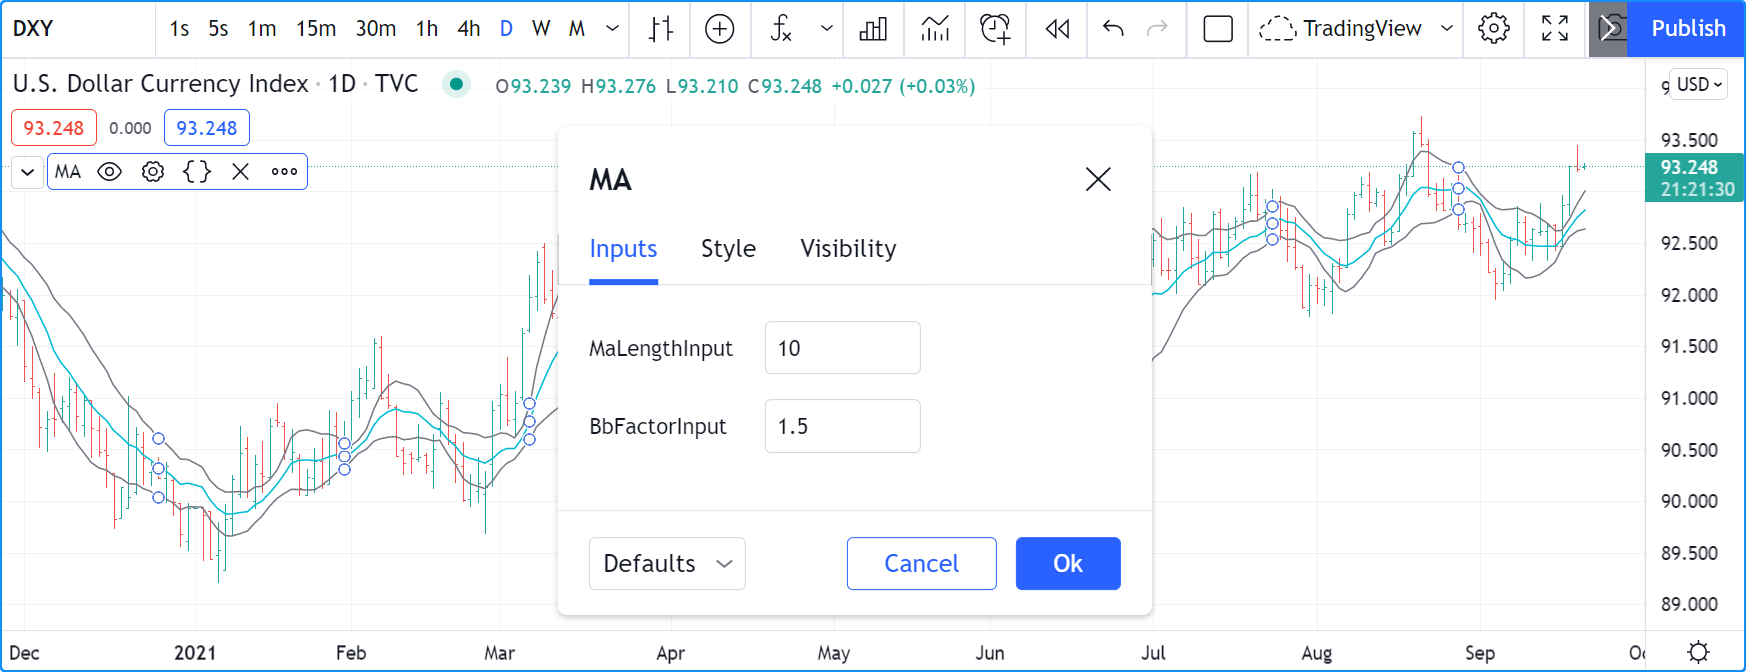 DXY 1s 5s 1m 15m 30m 1h 4h D W M TradingView Publish
U.S. Dollar Currency Index · 1D · TVC O93.239 H93.276 L93.210 C93.248 +0.027 (+0.03%)
USD
93.248 0.000 93.248
MA
MA
Inputs Style Visibility
MaLengthInput 10
BbFactorInput 1.5
Defaults Cancel Ok
93.500
93.248
21:21:30
92.500
92.000
91.500
91.000
90.500
90.000
89.500
89.000
Dec 2021 Feb Mar Apr May Jun Jul Aug Sep